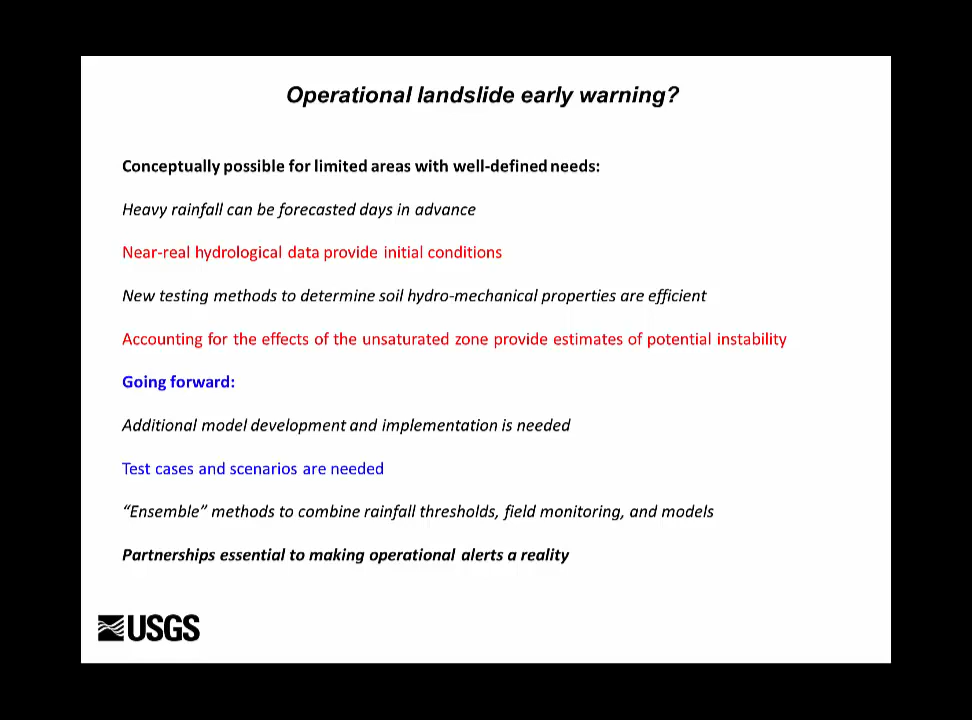 Operational landslide early warning?
Conceptually possible for limited areas with well-defined needs:
Heavy rainfall can be forecasted days in advance
Near-real hydrological data provide initial conditions
New testing methods to determine soil hydro-mechanical properties are efficient
Accounting for the effects of the unsaturated zone provide estimates of potential instability
Going forward:
Additional model development and implementation is needed
Test cases and scenarios are needed
“Ensemble” methods to combine rainfall thresholds, field monitoring, and models
Partnerships essential to making operational alerts a reality
USGS